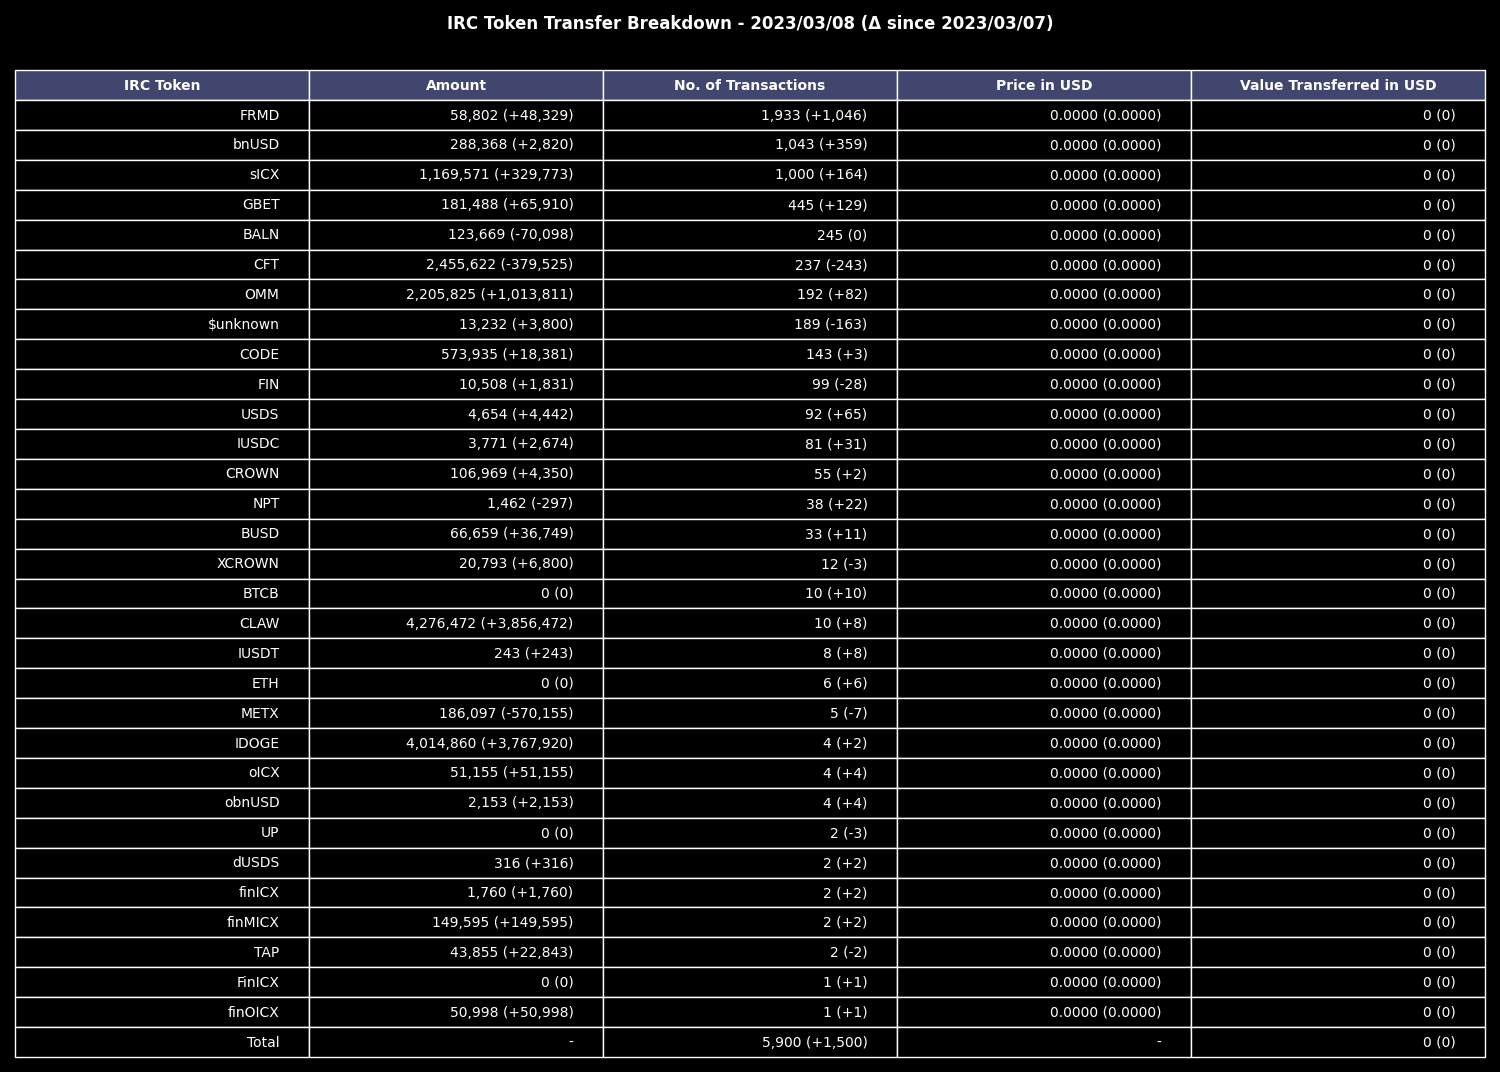 IRC Token Transfer Breakdown - 2023/03/08 (Δ since 2023/03/07)
IRC Token Amount No. of Transactions Price in USD Value Transferred in USD
FRMD 58,802 (+48,329) 1,933 (+1,046) 0.0000 (0.0000) 0 (0)
bnUSD 288,368 (+2,820) 1,043 (+359) 0.0000 (0.0000) 0 (0)
sICX 1,169,571 (+329,773) 1,000 (+164) 0.0000 (0.0000) 0 (0)
GBET 181,488 (+65,910) 445 (+129) 0.0000 (0.0000) 0 (0)
BALN 123,669 (-70,098) 245 (0) 0.0000 (0.0000) 0 (0)
CFT 2,455,622 (-379,525) 237 (-243) 0.0000 (0.0000) 0 (0)
OMM 2,205,825 (+1,013,811) 192 (+82) 0.0000 (0.0000) 0 (0)
$unknown 13,232 (+3,800) 189 (-163) 0.0000 (0.0000) 0 (0)
CODE 573,935 (+18,381) 143 (+3) 0.0000 (0.0000) 0 (0)
FIN 10,508 (+1,831) 99 (-28) 0.0000 (0.0000) 0 (0)
USDS 4,654 (+4,442) 92 (+65) 0.0000 (0.0000) 0 (0)
IUSDC 3,771 (+2,674) 81 (+31) 0.0000 (0.0000) 0 (0)
CROWN 106,969 (+4,350) 55 (+2) 0.0000 (0.0000) 0 (0)
NPT 1,462 (-297) 38 (+22) 0.0000 (0.0000) 0 (0)
BUSD 66,659 (+36,749) 33 (+11) 0.0000 (0.0000) 0 (0)
XCROWN 20,793 (+6,800) 12 (-3) 0.0000 (0.0000) 0 (0)
BTCB 0 (0) 10 (+10) 0.0000 (0.0000) 0 (0)
CLAW 4,276,472 (+3,856,472) 10 (+8) 0.0000 (0.0000) 0 (0)
IUSDT 243 (+243) 8 (+8) 0.0000 (0.0000) 0 (0)
ETH 0 (0) 6 (+6) 0.0000 (0.0000) 0 (0)
METX 186,097 (-570,155) 5 (-7) 0.0000 (0.0000) 0 (0)
IDOGE 4,014,860 (+3,767,920) 4 (+2) 0.0000 (0.0000) 0 (0)
oICX 51,155 (+51,155) 4 (+4) 0.0000 (0.0000) 0 (0)
obnUSD 2,153 (+2,153) 4 (+4) 0.0000 (0.0000) 0 (0)
UP 0 (0) 2 (-3) 0.0000 (0.0000) 0 (0)
dUSDS 316 (+316) 2 (+2) 0.0000 (0.0000) 0 (0)
finICX 1,760 (+1,760) 2 (+2) 0.0000 (0.0000) 0 (0)
finMICX 149,595 (+149,595) 2 (+2) 0.0000 (0.0000) 0 (0)
TAP 43,855 (+22,843) 2 (-2) 0.0000 (0.0000) 0 (0)
FinICX 0 (0) 1 (+1) 0.0000 (0.0000) 0 (0)
finOICX 50,998 (+50,998) 1 (+1) 0.0000 (0.0000) 0 (0)
Total - 5,900 (+1,500) - 0 (0)